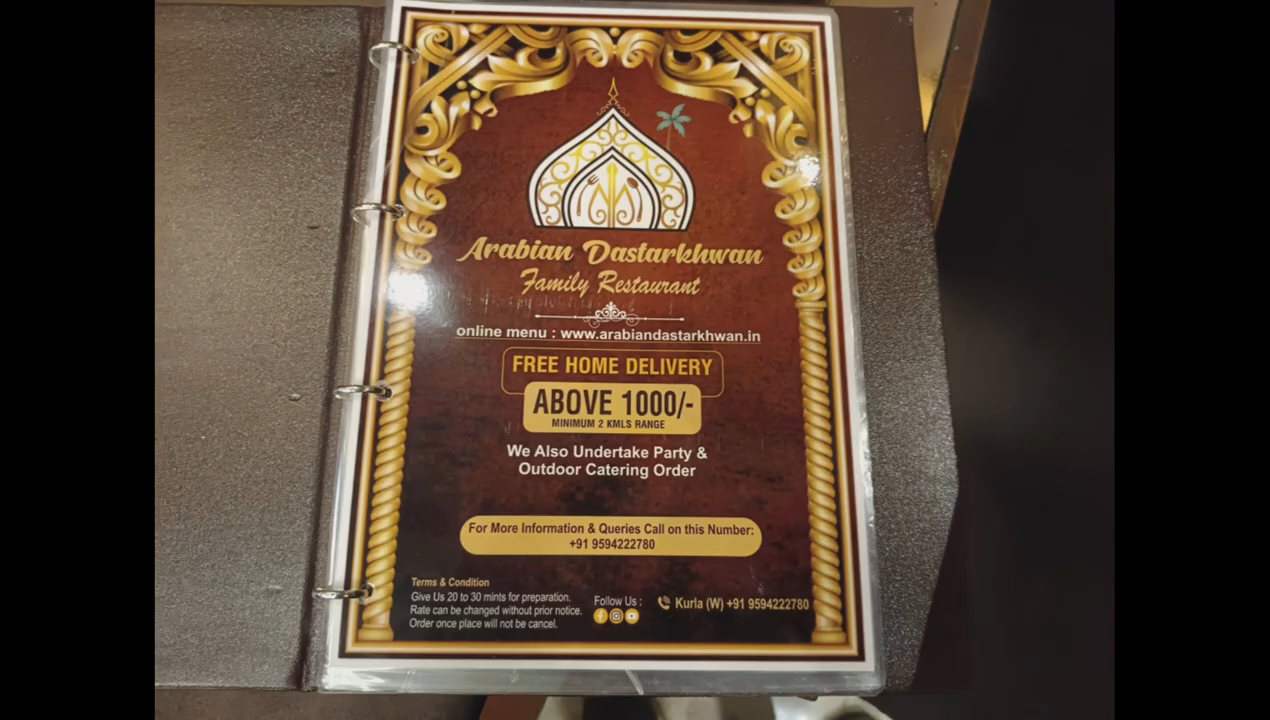 Arabian Dastarkhwan
Family Restaurant
online menu : www.arabiandastarkhwan.in
FREE HOME DELIVERY
ABOVE 1000/-
MINIMUM 2 KMLS RANGE
We Also Undertake Party &
Outdoor Catering Order
For More Information & Queries Call on this Number:
+91 9594222780
Terms & Condition
Give Us 20 to 30 mints for preparation.
Rate can be changed without prior notice.
Order once place will not be cancel.
Follow Us :
Kurla (W) +91 9594222780